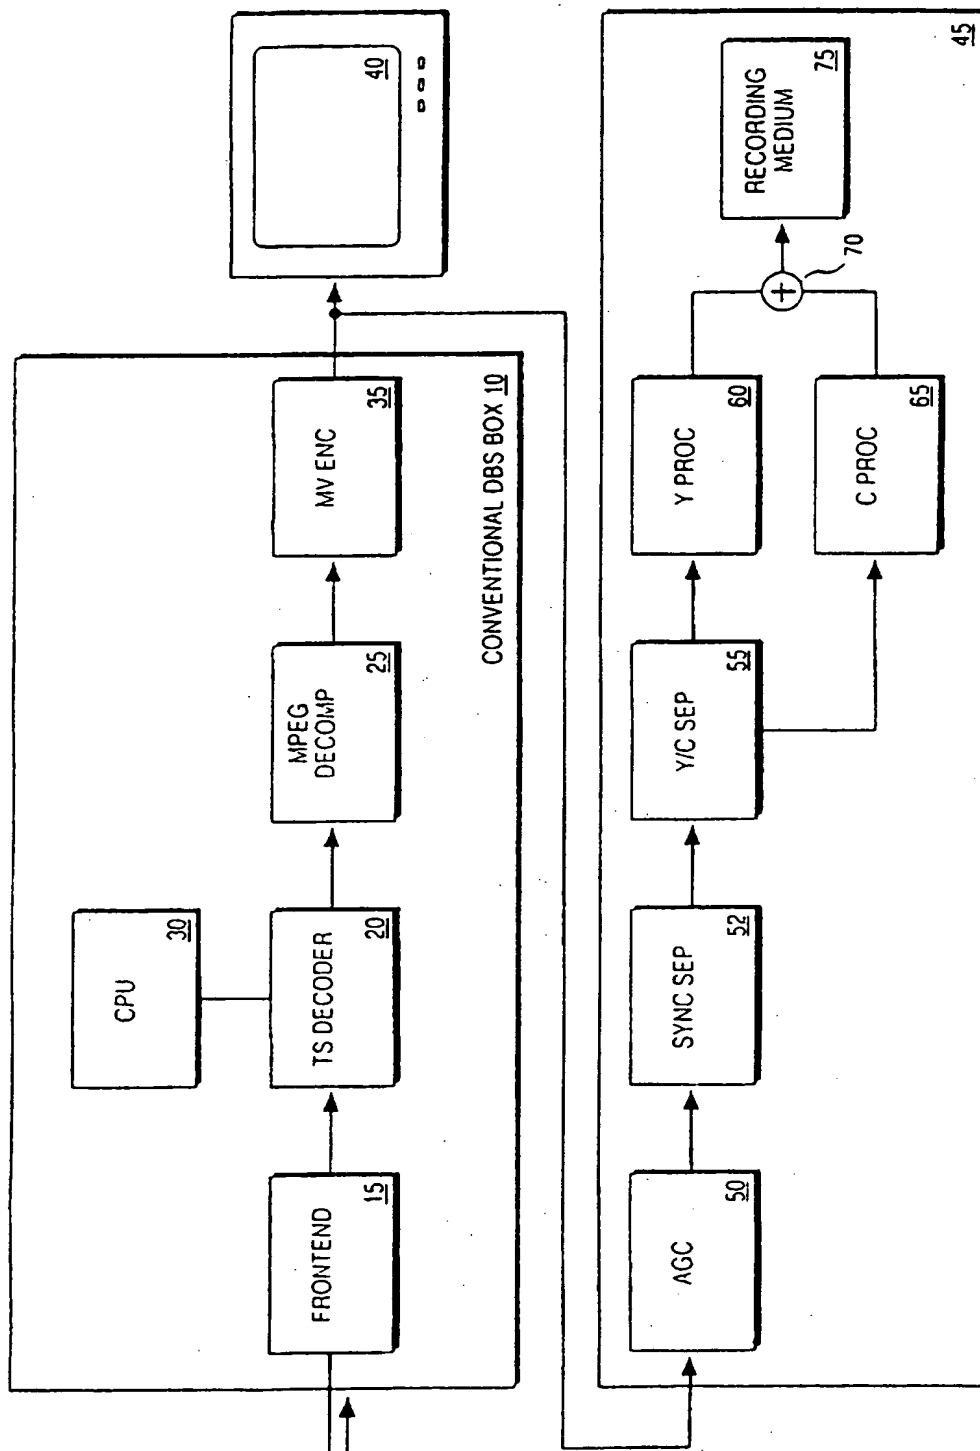 FRONTEND
15
CPU
30
TS DECODER
20
MPEG
DECOMP
25
MV ENC
35
CONVENTIONAL DBS BOX 10
40
AGC
50
SYNC SEP
52
Y/C SEP
55
Y PROC
60
C PROC
65
70
RECORDING
MEDIUM
75
45